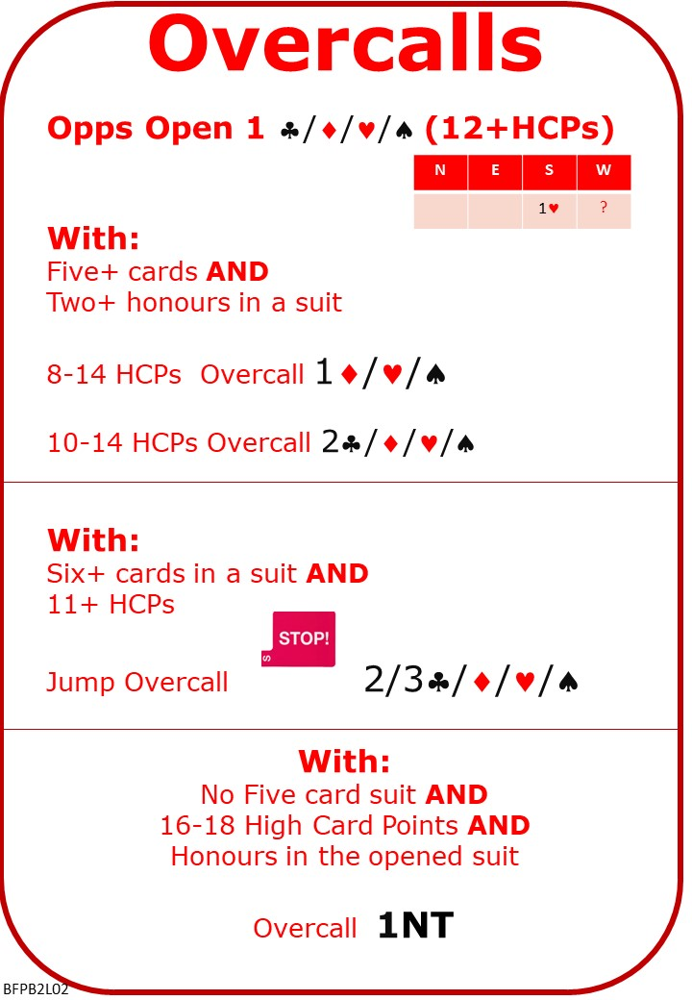 Overcalls
Opps Open 1 ♣/♦/♥/♠ (12+HCPs)
N E S W
1♥ ?
With:
Five+ cards AND
Two+ honours in a suit
8-14 HCPs Overcall 1♦/♥/♠
10-14 HCPs Overcall 2♣/♦/♥/♠
With:
Six+ cards in a suit AND
11+ HCPs
STOP!
S
Jump Overcall 2/3♣/♦/♥/♠
With:
No Five card suit AND
16-18 High Card Points AND
Honours in the opened suit
Overcall 1NT
BFPB2L02